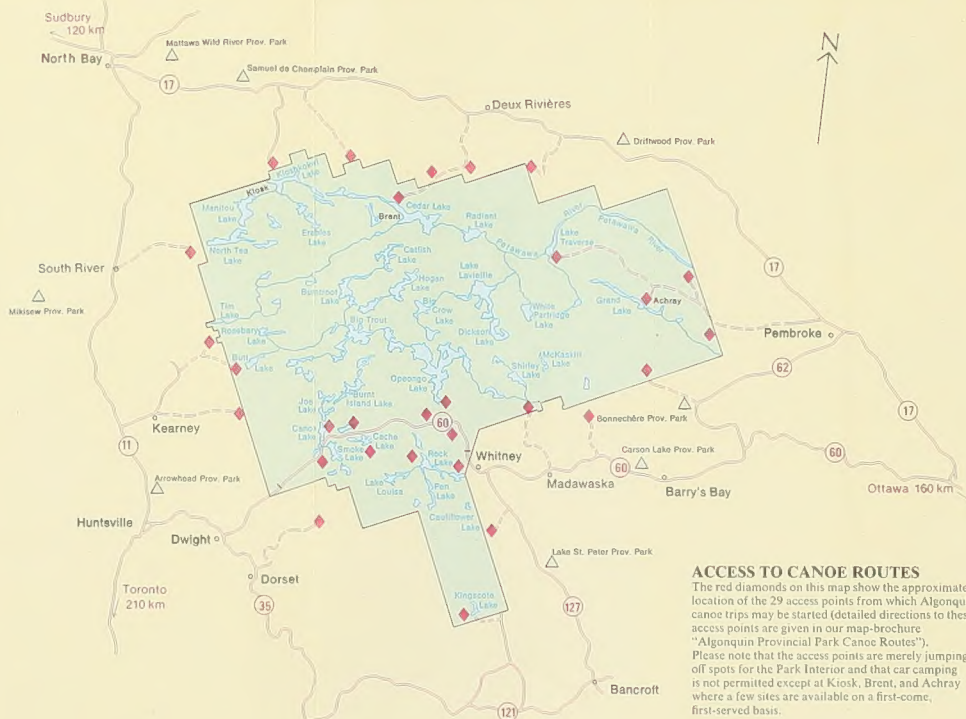 Sudbury
120 km
North Bay
Mattawa Wild River Prov. Park
Samuel de Champlain Prov. Park
17
Deux Rivières
Driftwood Prov. Park
N
Kiosk
Kioshkokwi
Lake
Manitou
Lake
North Tea
Lake
Erables
Lake
Brent
Cedar Lake
Radiant
Lake
Catfish
Lake
Petawawa
River
Lake
Traverse
Petawawa
River
South River
Mikisew Prov. Park
Tim
Lake
Rosebary
Lake
Burntroot
Lake
Hogan
Lake
Lake
Lavieille
Big
Crow
Lake
Big Trout
Lake
Dickson
Lake
White
Partridge
Lake
Grand
Lake
Achray
17
Pembroke
62
Butt
Lake
Opeongo
Lake
Shirley
Lake
McKaskill
Lake
Joe
Lake
Burnt
Island Lake
Canoe
Lake
Smoke
Lake
Cache
Lake
Rock
Lake
Lake
Louisa
Pen
Lake
Cauliflower
Lake
Kingscote
Lake
60
Whitney
Bonnechère Prov. Park
Carson Lake Prov. Park
60
Madawaska
Barry's Bay
60
17
Ottawa 160 km
Kearney
11
Arrowhead Prov. Park
Huntsville
Dwight
Dorset
35
Toronto
210 km
Lake St. Peter Prov. Park
127
Bancroft
121
ACCESS TO CANOE ROUTES
The red diamonds on this map show the approximate
location of the 29 access points from which Algonqu
canoe trips may be started (detailed directions to thes
access points are given in our map-brochure
"Algonquin Provincial Park Canoe Routes").
Please note that the access points are merely jumping
off spots for the Park Interior and that car camping
is not permitted except at Kiosk, Brent, and Achray
where a few sites are available on a first-come,
first-served basis.